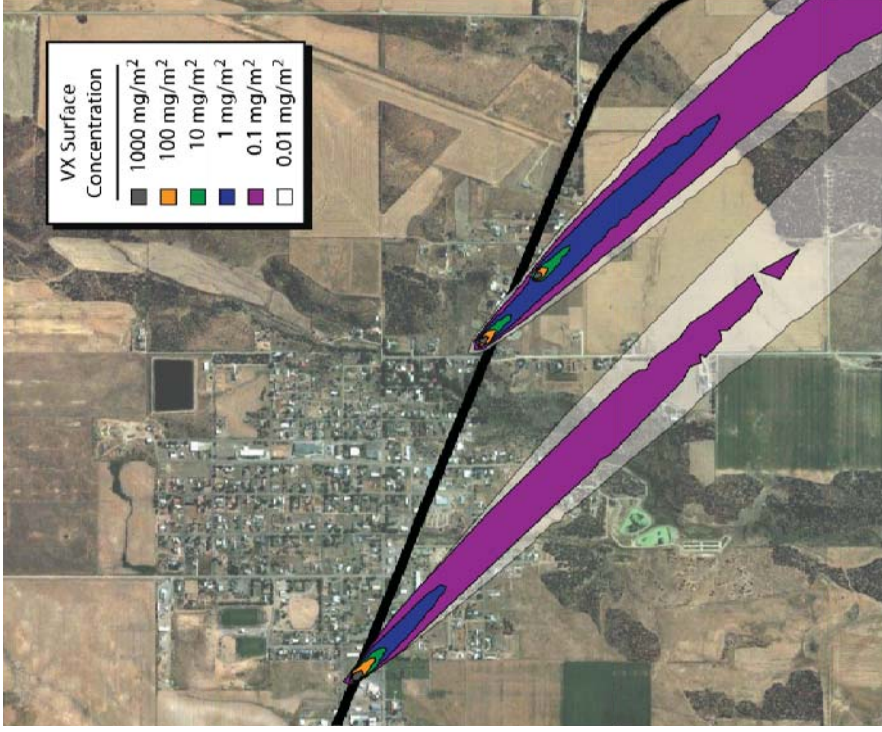 VX Surface
Concentration
1000 mg/m²
100 mg/m²
10 mg/m²
1 mg/m²
0.1 mg/m²
0.01 mg/m²